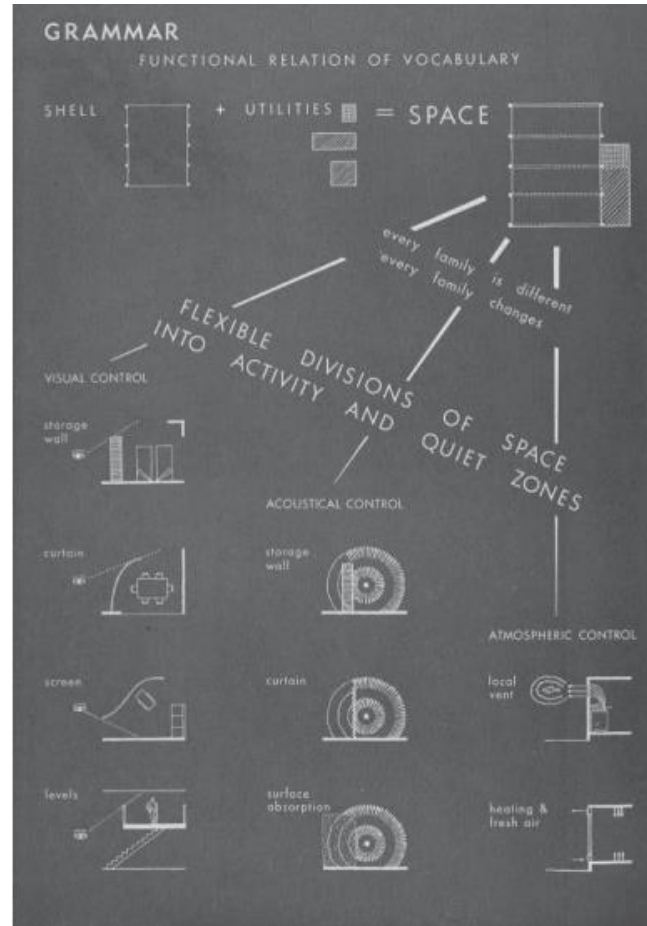 GRAMMAR
FUNCTIONAL RELATION OF VOCABULARY
SHELL + UTILITIES = SPACE
every family is different
every family changes
FLEXIBLE DIVISIONS OF SPACE
INTO ACTIVITY AND QUIET ZONES
VISUAL CONTROL
storage
wall
curtain
screen
levels
ACOUSTICAL CONTROL
storage
wall
curtain
surface
absorption
ATMOSPHERIC CONTROL
local
vent
heating &
fresh air